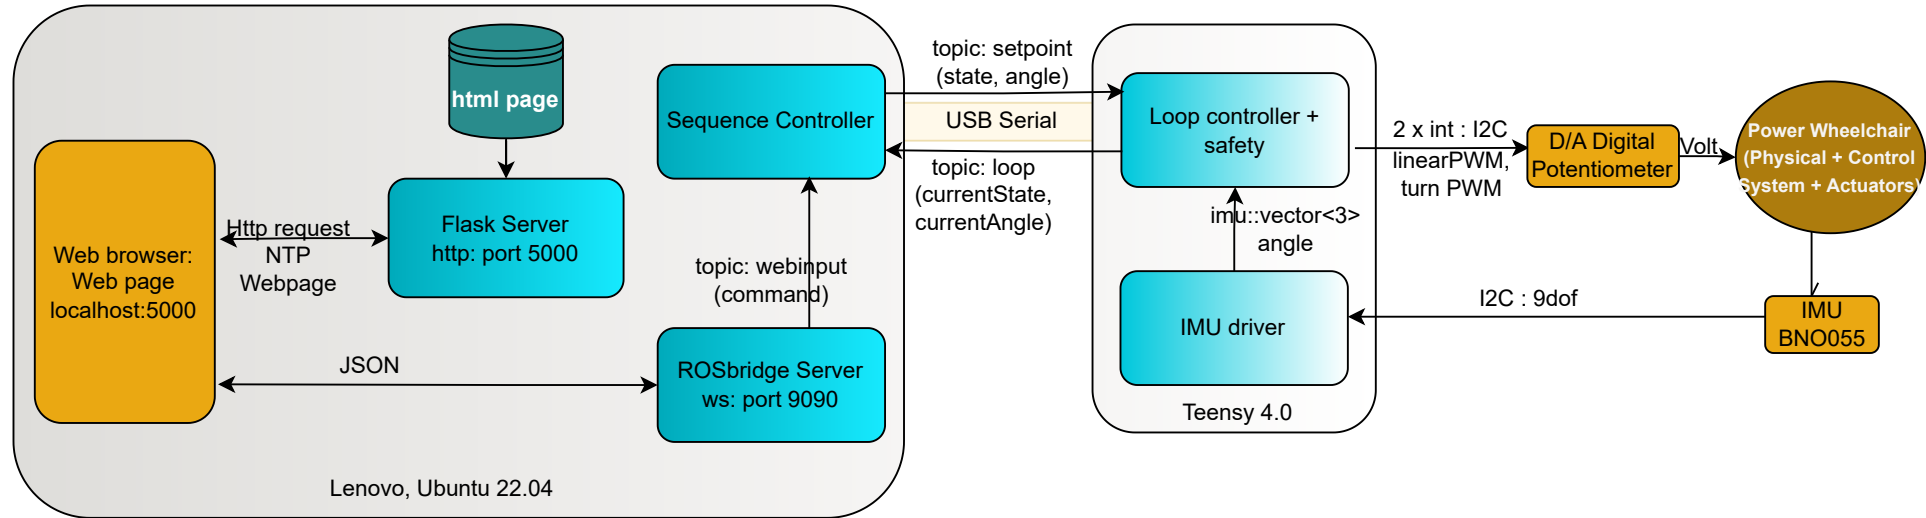 html page
Web browser:
Web page
localhost:5000
Http request
NTP
Webpage
Flask Server
http: port 5000
JSON
Sequence Controller
topic: webinput
(command)
ROSbridge Server
ws: port 9090
Lenovo, Ubuntu 22.04
topic: setpoint
(state, angle)
USB Serial
topic: loop
(currentState,
currentAngle)
Loop controller +
safety
imu::vector<3>
angle
IMU driver
Teensy 4.0
2 x int : I2C
linearPWM,
turn PWM
D/A Digital
Potentiometer
Volt
Power Wheelchair
(Physical + Control
System + Actuators)
I2C : 9dof
IMU
BNO055